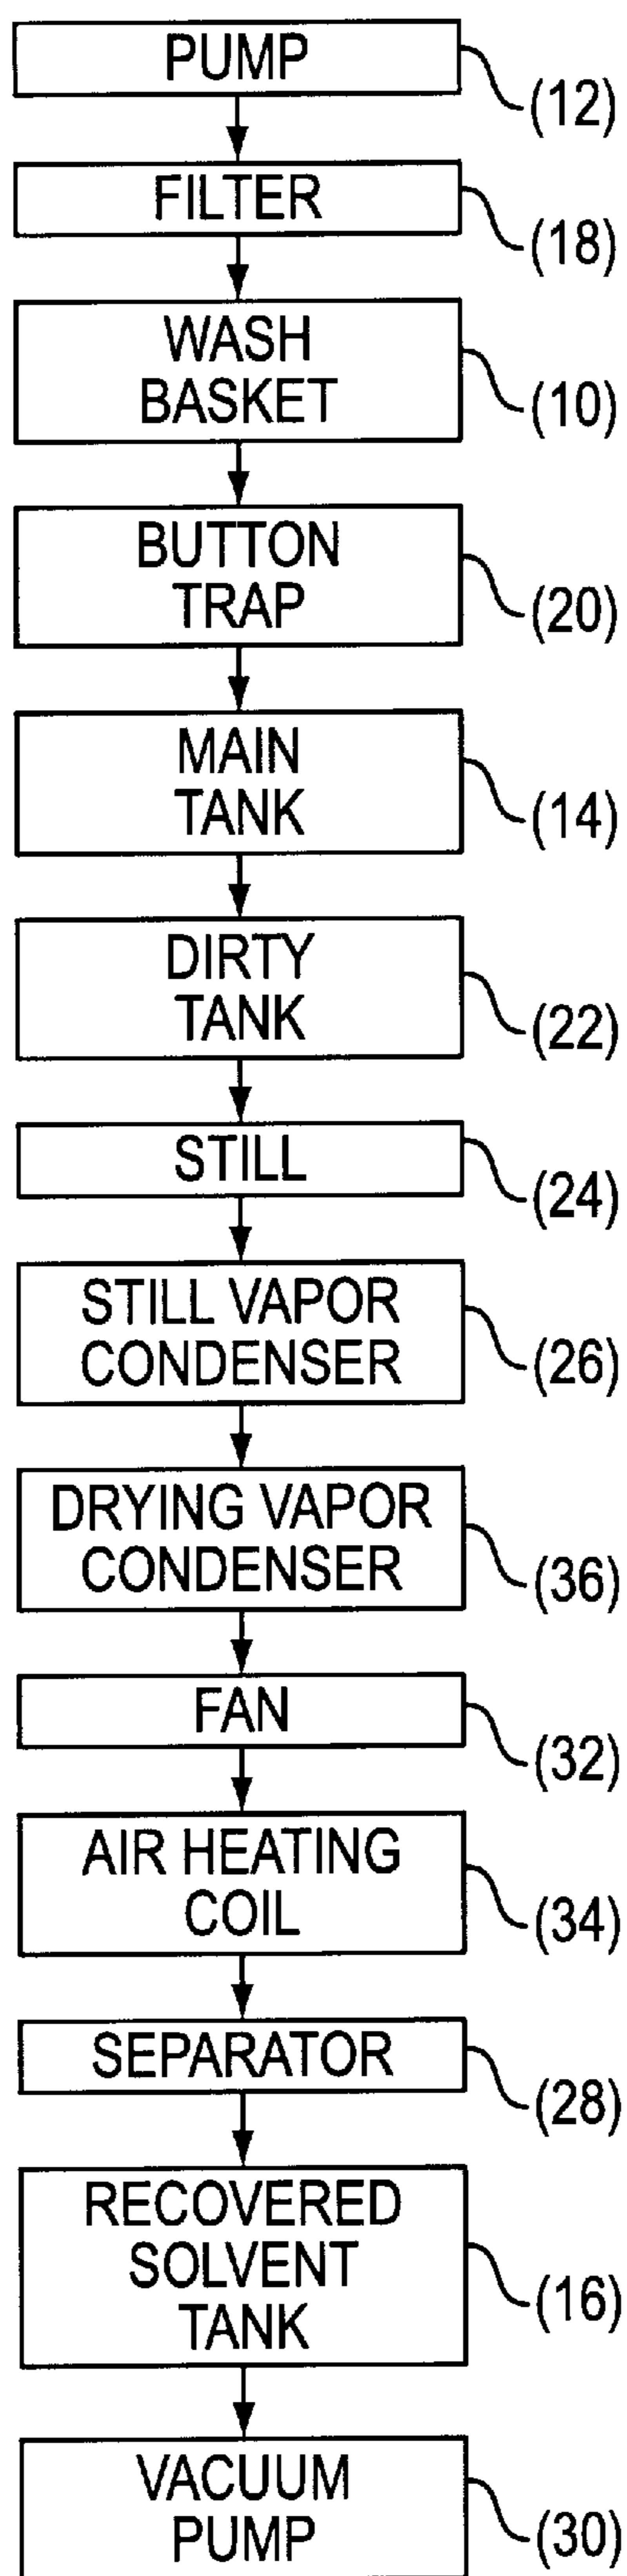 PUMP
(12)
FILTER
(18)
WASH
BASKET
(10)
BUTTON
TRAP
(20)
MAIN
TANK
(14)
DIRTY
TANK
(22)
STILL
(24)
STILL VAPOR
CONDENSER
(26)
DRYING VAPOR
CONDENSER
(36)
FAN
(32)
AIR HEATING
COIL
(34)
SEPARATOR
(28)
RECOVERED
SOLVENT
TANK
(16)
VACUUM
PUMP
(30)